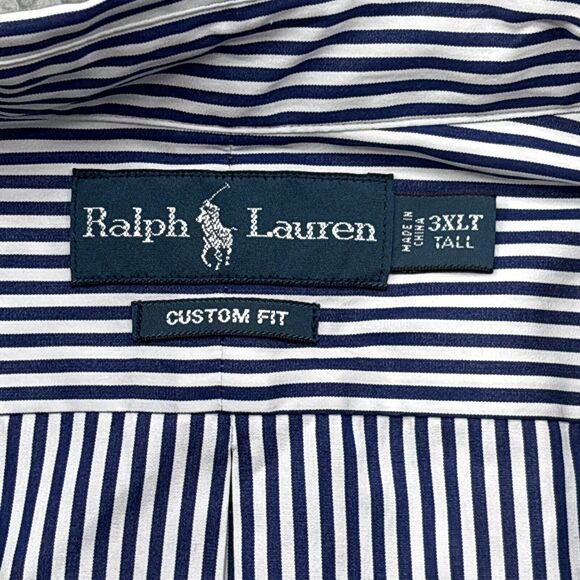 Ralph Lauren
MADE IN
CHINA
3XLT
TALL
CUSTOM FIT